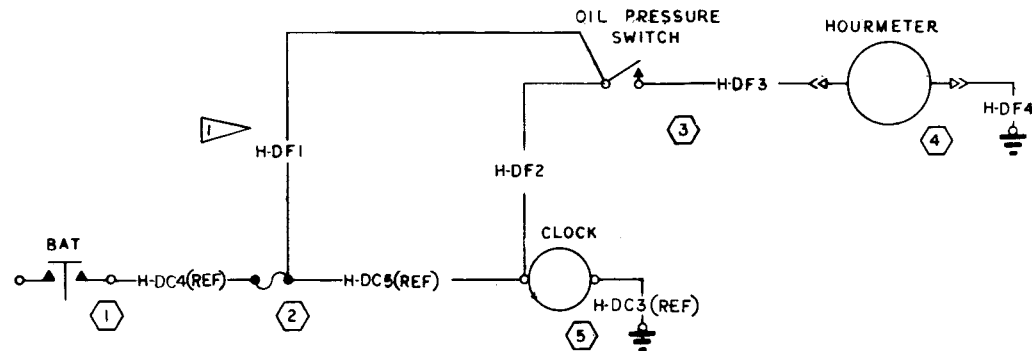 OIL PRESSURE
SWITCH
HOURMETER
H-DF3
H-DF4
1
H-DF1
3
4
H-DF2
BAT
CLOCK
H-DC4(REF)
H-DC5(REF)
H-DC3(REF)
1
2
5